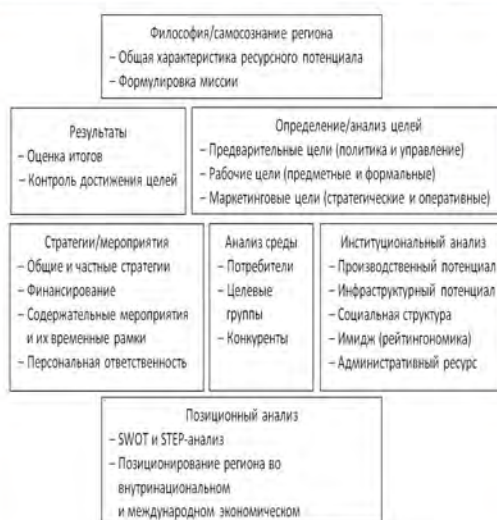 Философия/самосознание региона
– Общая характеристика ресурсного потенциала
– Формулировка миссии
Результаты
– Оценка итогов
– Контроль достижения целей
Определение/анализ целей
– Предварительные цели (политика и управление)
– Рабочие цели (предметные и формальные)
– Маркетинговые цели (стратегические и оперативные)
Стратегии/мероприятия
– Общие и частные стратегии
– Финансирование
– Содержательные мероприятия
и их временные рамки
– Персональная ответственность
Анализ среды
– Потребители
– Целевые
группы
– Конкуренты
Институциональный анализ
– Производственный потенциал
– Инфраструктурный потенциал
– Социальная структура
– Имидж (рейтингономика)
– Административный ресурс
Позиционный анализ
– SWOT и STEP-анализ
– Позиционирование региона во
внутринациональном
и международном экономическом